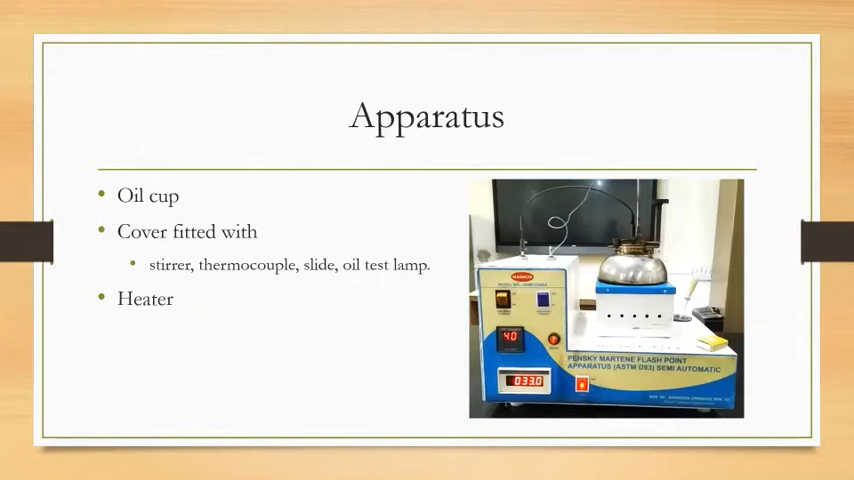 Apparatus
Oil cup
Cover fitted with
stirrer, thermocouple, slide, oil test lamp.
Heater
40
033.0
PENSKY MARTENE FLASH POINT
APPARATUS (ASTM D93) SEMI AUTOMATIC